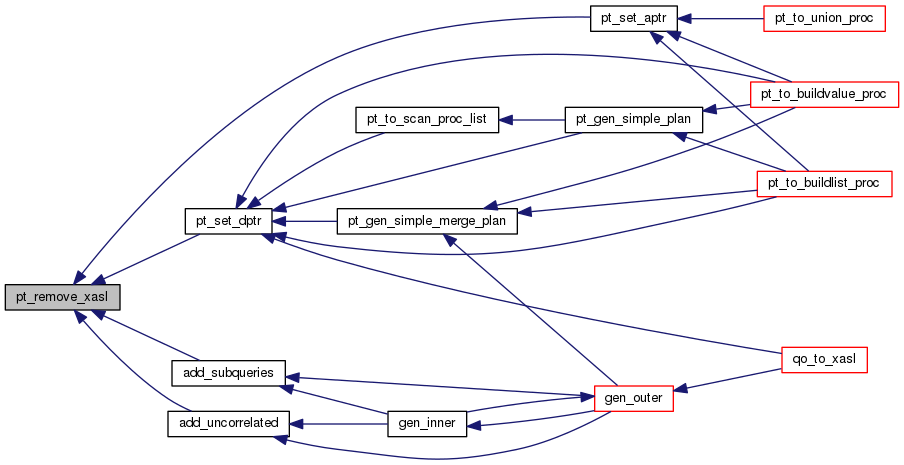 pt_set_aptr
pt_to_union_proc
pt_to_buildvalue_proc
pt_to_scan_proc_list
pt_gen_simple_plan
pt_to_buildlist_proc
pt_set_dptr
pt_gen_simple_merge_plan
pt_remove_xasl
qo_to_xasl
add_subqueries
gen_outer
add_uncorrelated
gen_inner